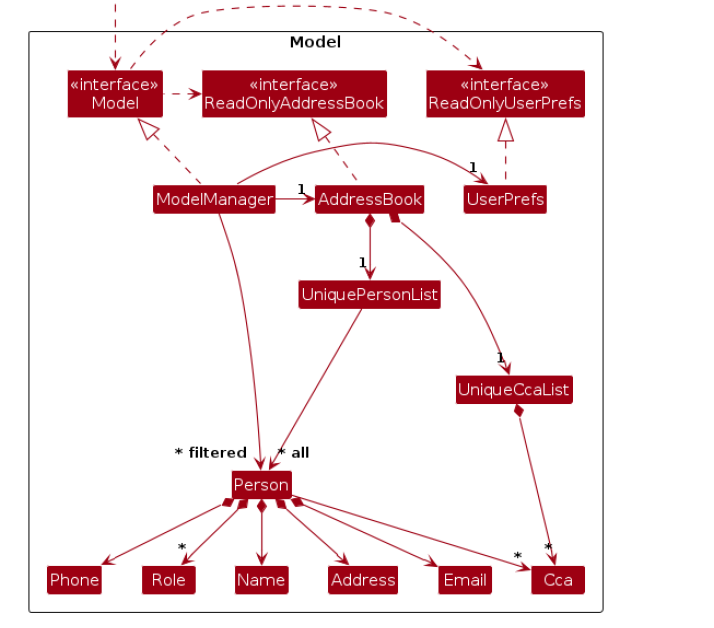 Model
«interface»
Model
«interface»
ReadOnlyAddressBook
«interface»
ReadOnlyUserPrefs
1
1
ModelManager
AddressBook
UserPrefs
1
UniquePersonList
1
UniqueCcaList
* filtered
* all
Person
*
*
*
Phone
Role
Name
Address
Email
Cca